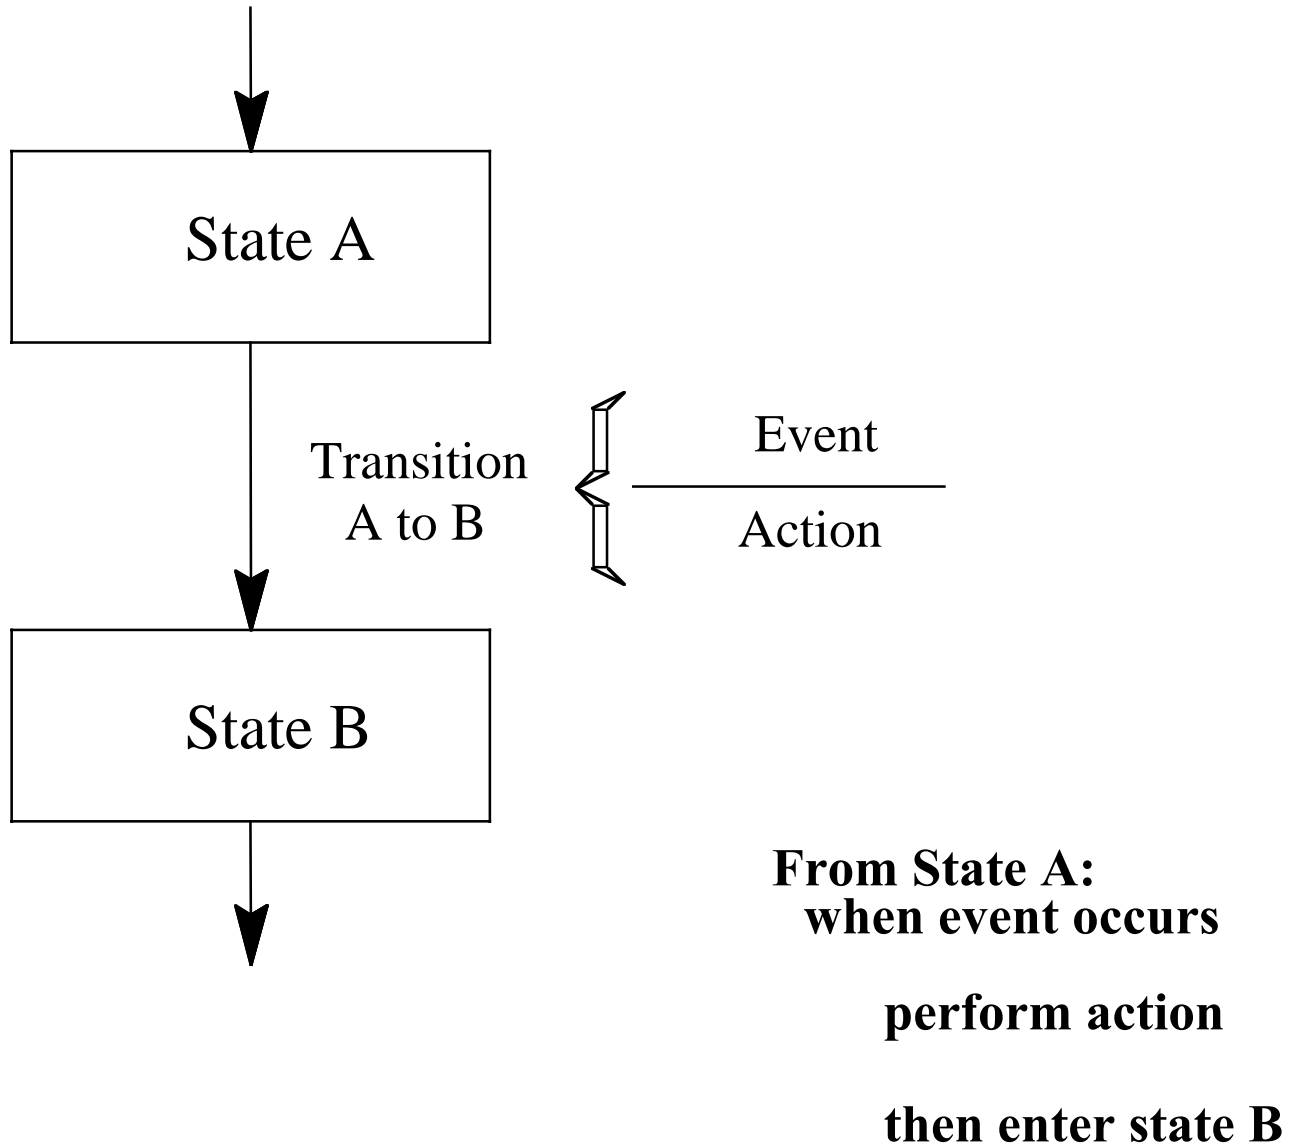 State A
Transition
A to B
Event
Action
State B
From State A:
when event occurs
perform action
then enter state B